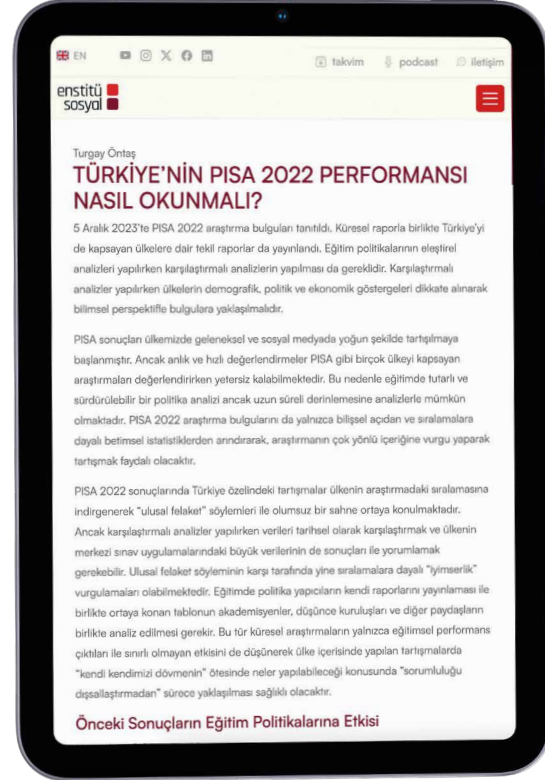 EN
takvim podcast iletişim
enstitü
sosyal
Turgay Öntaş
TÜRKİYE'NİN PISA 2022 PERFORMANSI
NASIL OKUNMALI?
5 Aralık 2023'te PISA 2022 araştırma bulguları tanıtıldı. Küresel raporla birlikte Türkiye'yi
de kapsayan ülkelere dair tekil raporlar da yayınlandı. Eğitim politikalarının eleştirel
analizleri yapılırken karşılaştırmalı analizlerin yapılması da gereklidir. Karşılaştırmalı
analizler yapılırken ülkelerin demografik, politik ve ekonomik göstergeleri dikkate alınarak
bilimsel perspektifle bulgulara yaklaşılmalıdır.
PISA sonuçları ülkemizde geleneksel ve sosyal medyada yoğun şekilde tartışılmaya
başlanmıştır. Ancak anlık ve hızlı değerlendirmeler PISA gibi birçok ülkeyi kapsayan
araştırmaları değerlendirirken yetersiz kalabilmektedir. Bu nedenle eğitimde tutarlı ve
sürdürülebilir bir politika analizi ancak uzun süreli derinlemesine analizlerle mümkün
olmaktadır. PISA 2022 araştırma bulgularını da yalnızca bilişsel açıdan ve sıralamalara
dayalı betimsel istatistiklerden arındırarak, araştırmanın çok yönlü içeriğine vurgu yaparak
tartışmak faydalı olacaktır.
PISA 2022 sonuçlarında Türkiye özelindeki tartışmalar ülkenin araştırmadaki sıralamasına
indirgenerek "ulusal felaket" söylemleri ile olumsuz bir sahne ortaya konulmaktadır.
Ancak karşılaştırmalı analizler yapılırken verileri tarihsel olarak karşılaştırmak ve ülkenin
merkezi sınav uygulamalarındaki büyük verilerinin de sonuçları ile yorumlamak
gerekebilir. Ulusal felaket söyleminin karşı tarafında yine sıralamalara dayalı "iyimserlik"
vurgulamaları olabilmektedir. Eğitimde politika yapıcıların kendi raporlarını yayınlaması ile
birlikte ortaya konan tablonun akademisyenler, düşünce kuruluşları ve diğer paydaşların
birlikte analiz edilmesi gerekir. Bu tür küresel araştırmaların yalnızca eğitimsel performans
çıktıları ile sınırlı olmayan etkisini de düşünerek ülke içerisinde yapılan tartışmalarda
"kendi kendimizi dövmenin" ötesinde neler yapılabileceği konusunda "sorumluluğu
dışsallaştırmadan" sürece yaklaşılması sağlıklı olacaktır.
Önceki Sonuçların Eğitim Politikalarına Etkisi